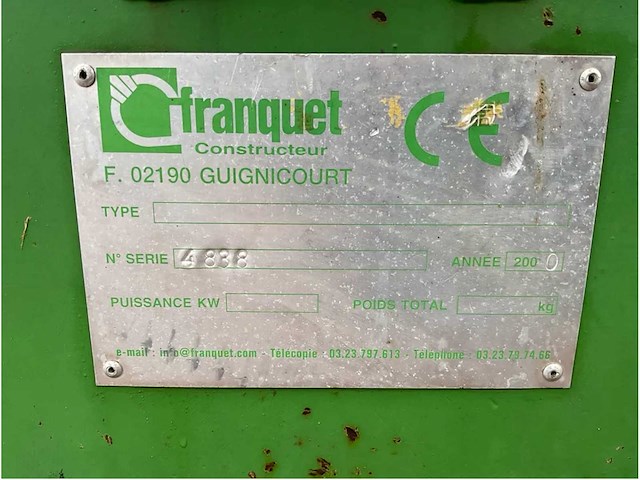 franquet
Constructeur
CE
F. 02190 GUIGNICOURT
TYPE
N° SERIE 4838 ANNÉE 2000
PUISSANCE KW POIDS TOTAL kg
e-mail : info@franquet.com - Télécopie : 03.23.797.613 - Téléphone : 03.23.79.74.66